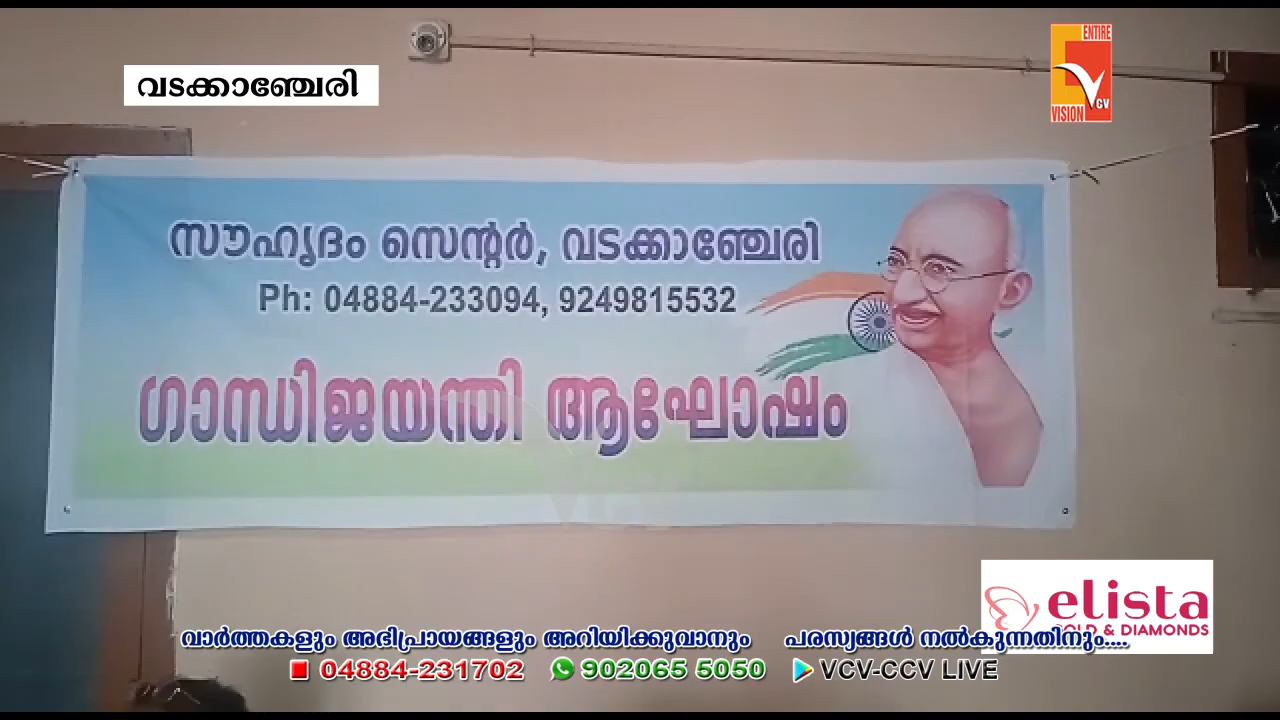 ENTIRE
VCV
VISION
വടക്കാഞ്ചേരി
സൗഹൃദം സെന്റർ, വടക്കാഞ്ചേരി
Ph: 04884-233094, 9249815532
ഗാന്ധിജയന്തി ആഘോഷം
elista
GOLD & DIAMONDS
വാർത്തകളും അഭിപ്രായങ്ങളും അറിയിക്കുവാനും പരസ്യങ്ങൾ നൽകുന്നതിനും....
04884-231702 902065 5050 VCV-CCV LIVE